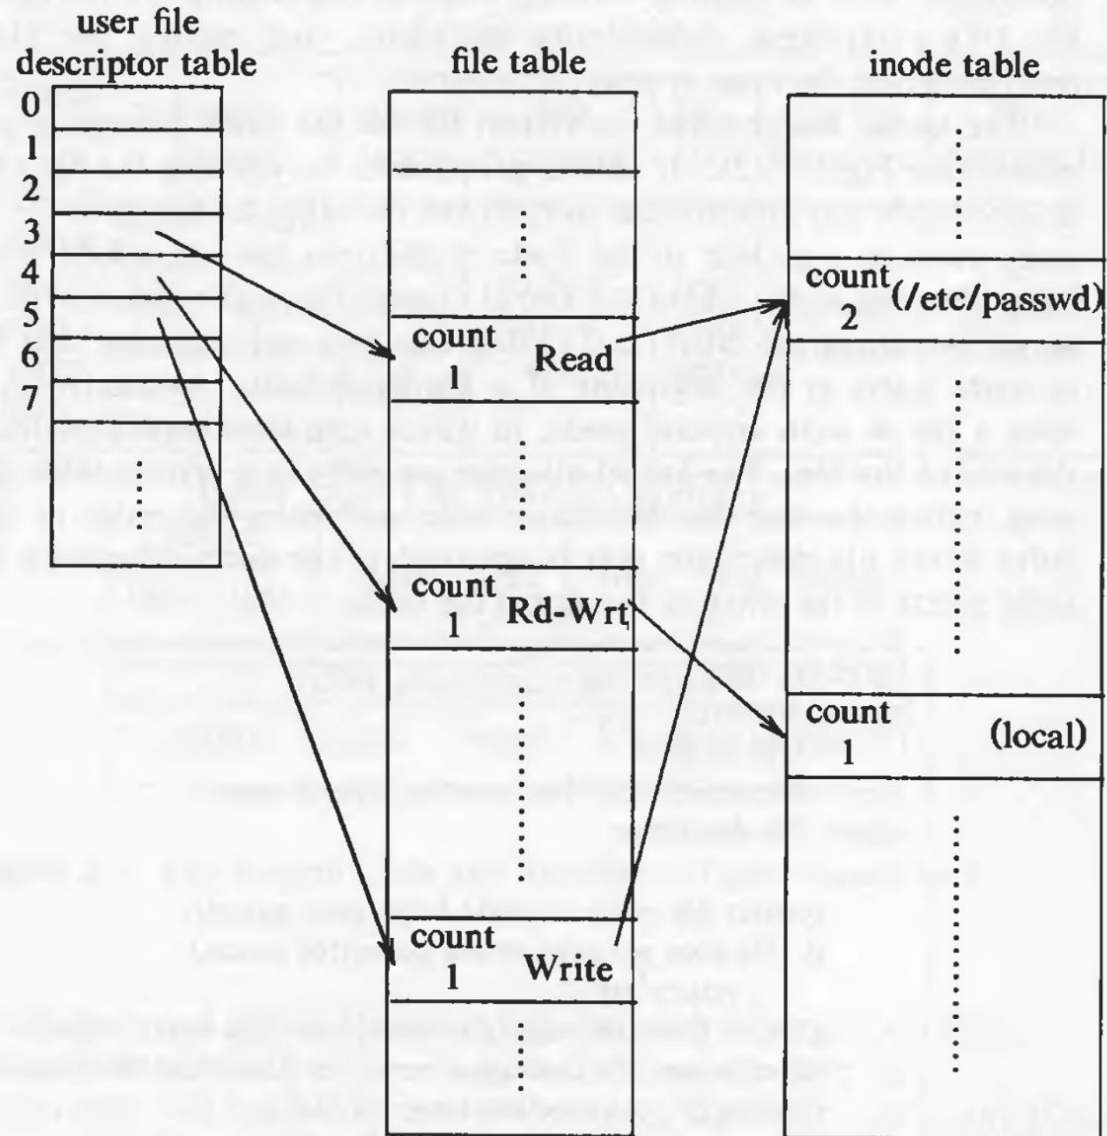 user file
descriptor table
0
1
2
3
4
5
6
7
file table
count
1 Read
count
1 Rd-Wrt
count
1 Write
inode table
count
2 (/etc/passwd)
count
1 (local)